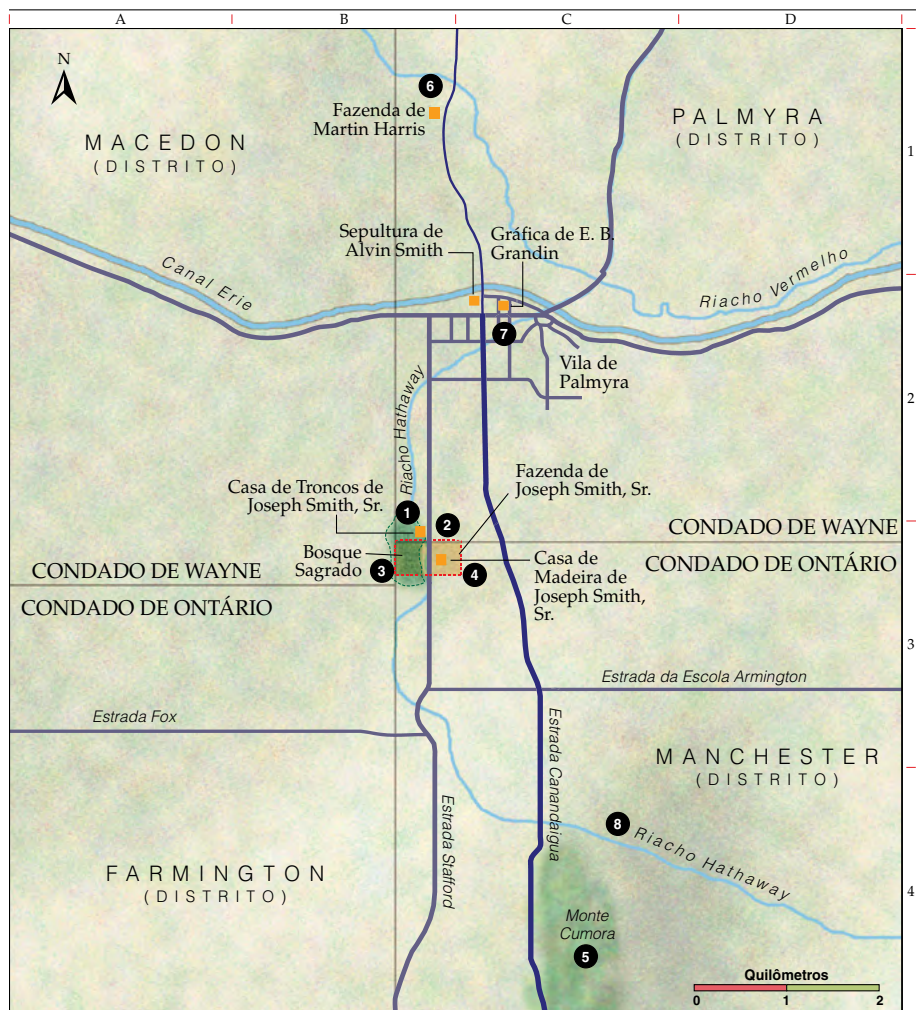 A
B
C
D
N
6
Fazenda de
Martin Harris
MACEDON
(DISTRITO)
PALMYRA
(DISTRITO)
1
Sepultura de
Alvin Smith
Gráfica de E. B.
Grandin
Canal Erie
Riacho Vermelho
7
Vila de
Palmyra
2
Riacho Hathaway
Casa de Troncos de
Joseph Smith, Sr.
Fazenda de
Joseph Smith, Sr.
1
2
CONDADO DE WAYNE
CONDADO DE ONTÁRIO
Bosque
Sagrado
3
4
Casa de
Madeira de
Joseph Smith,
Sr.
CONDADO DE WAYNE
CONDADO DE ONTÁRIO
3
Estrada da Escola Armington
Estrada Fox
Estrada Canandaigua
MANCHESTER
(DISTRITO)
Estrada Stafford
8
Riacho Hathaway
FARMINGTON
(DISTRITO)
4
Monte
Cumora
5
Quilômetros
0
1
2